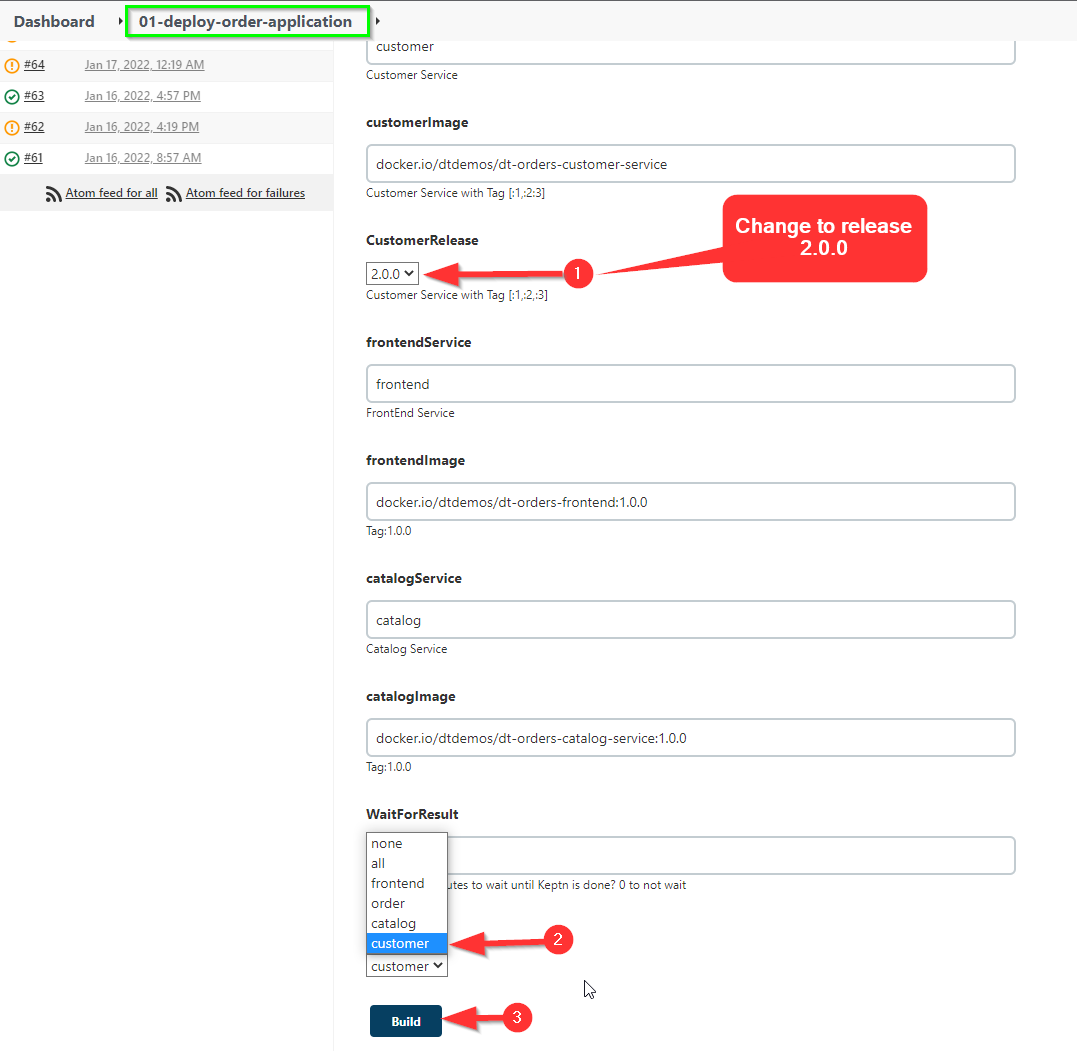 Dashboard
01-deploy-order-application
#64 Jan 17, 2022, 12:19 AM
#63 Jan 16, 2022, 4:57 PM
#62 Jan 16, 2022, 4:19 PM
#61 Jan 16, 2022, 8:57 AM
Atom feed for all Atom feed for failures
customer
Customer Service
customerImage
docker.io/dtdemos/dt-orders-customer-service
Customer Service with Tag [:1,:2:3]
CustomerRelease
2.0.0
1
Change to release
2.0.0
Customer Service with Tag [:1,:2,:3]
frontendService
frontend
FrontEnd Service
frontendImage
docker.io/dtdemos/dt-orders-frontend:1.0.0
Tag:1.0.0
catalogService
catalog
Catalog Service
catalogImage
docker.io/dtdemos/dt-orders-catalog-service:1.0.0
Tag:1.0.0
WaitForResult
none
all
frontend
utes to wait until Keptn is done? 0 to not wait
order
catalog
customer
2
customer
Build
3